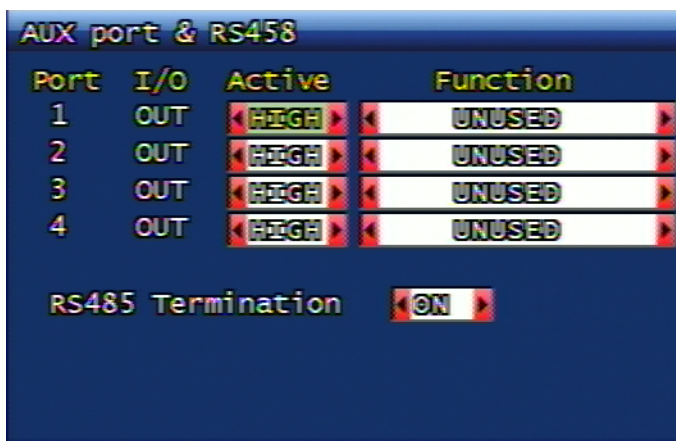 AUX port & RS458
Port I/O Active Function
1 OUT HIGH UNUSED
2 OUT HIGH UNUSED
3 OUT HIGH UNUSED
4 OUT HIGH UNUSED
RS485 Termination ON